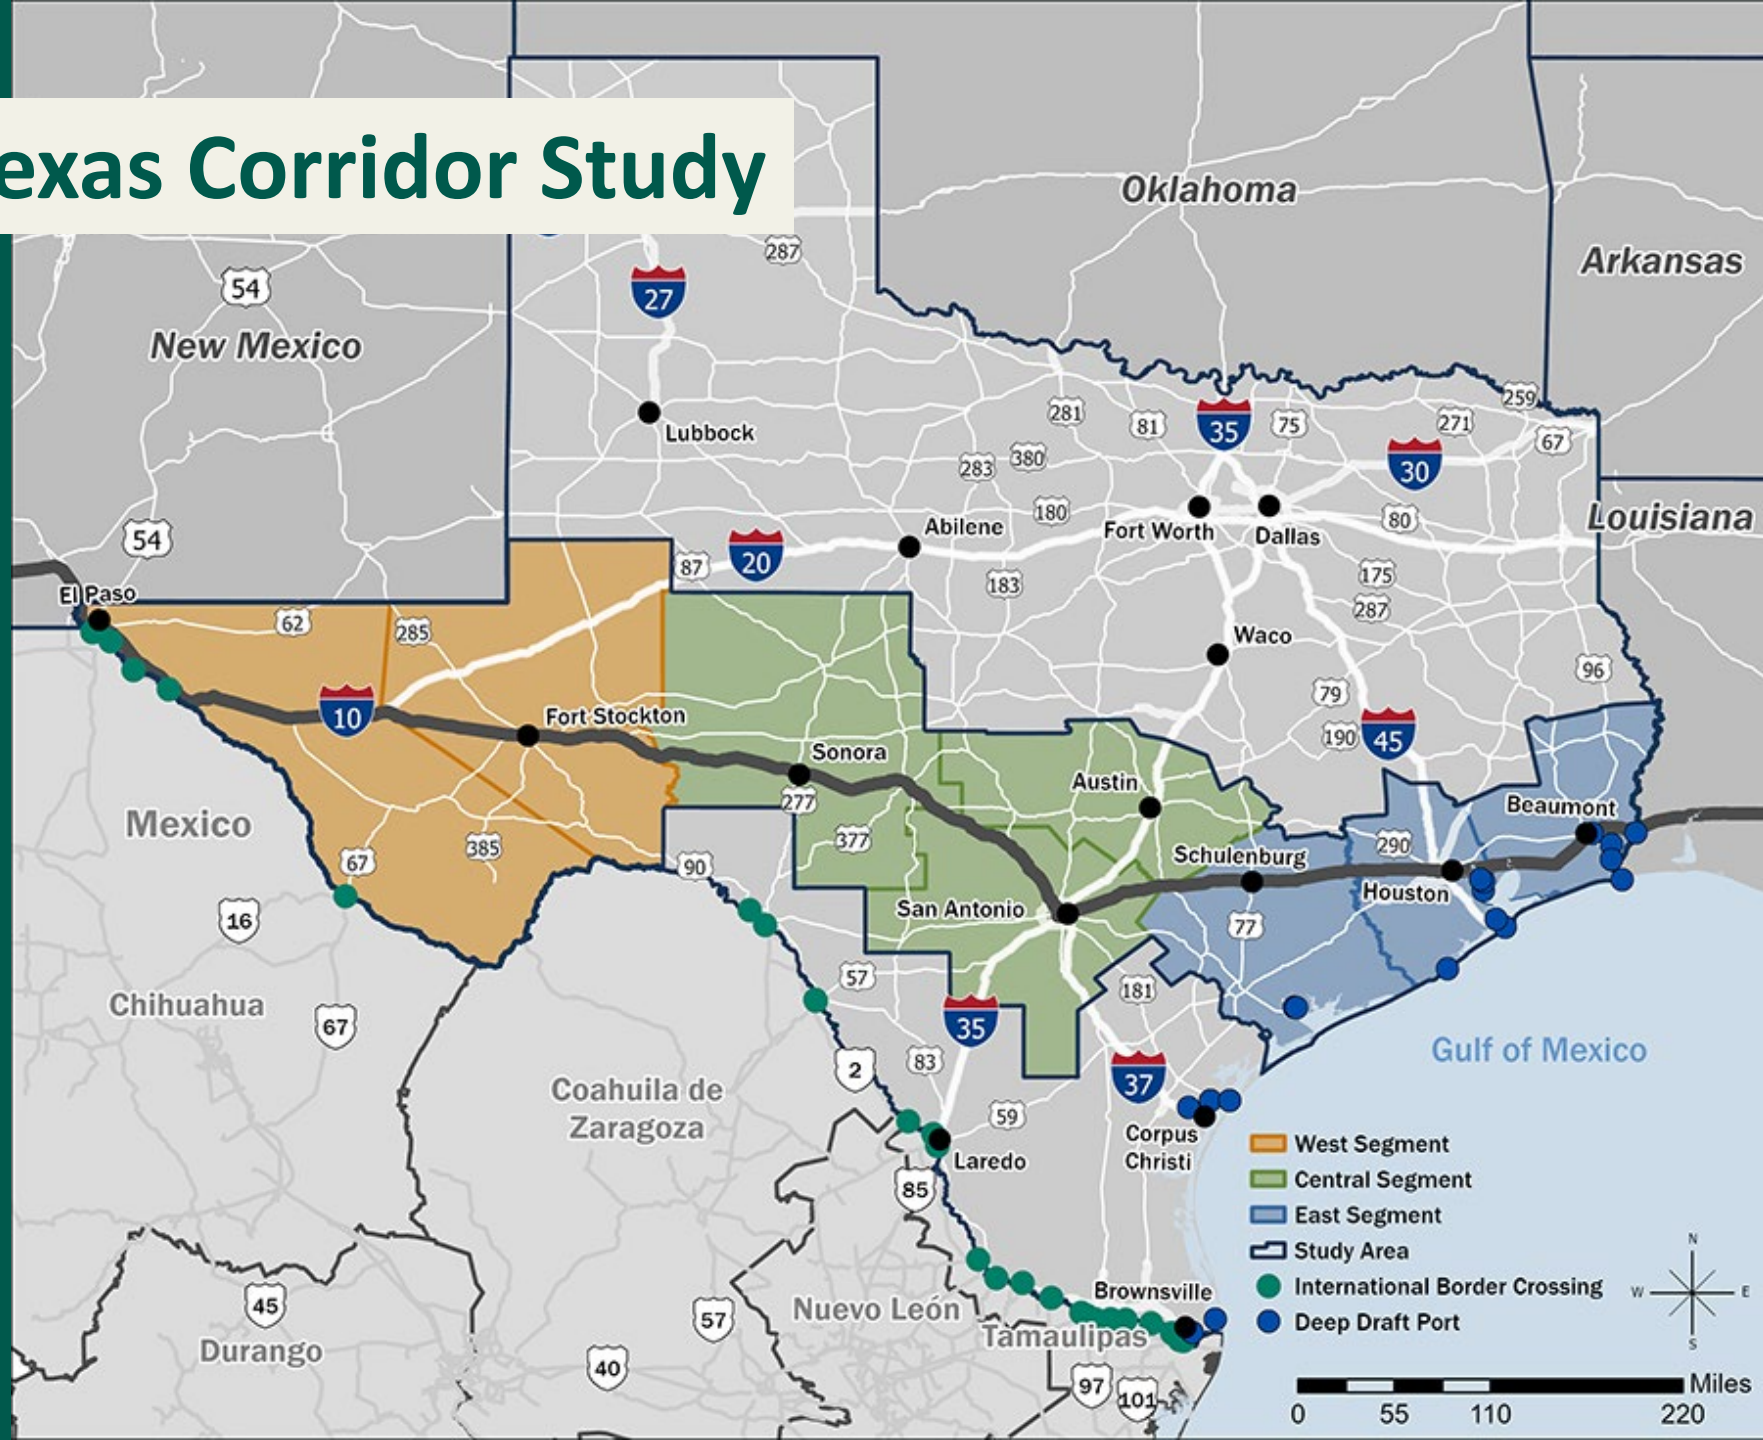 exas Corridor Study
Oklahoma
Arkansas
287
54
27
New Mexico
259
281
81
35
75
271
67
Lubbock
380
283
30
180
Abilene
Fort Worth
Dallas
80
Louisiana
54
87
20
183
175
El Paso
287
62
285
Waco
96
79
10
Fort Stockton
190
45
Sonora
Austin
277
Beaumont
Mexico
377
385
290
67
90
Schulenburg
Houston
16
San Antonio
77
57
181
Chihuahua
67
35
Gulf of Mexico
2
83
37
Coahuila de
Zaragoza
59
Corpus
Christi
West Segment
Laredo
Central Segment
85
East Segment
Study Area
N
International Border Crossing
W
E
Brownsville
45
57
Nuevo León
Deep Draft Port
Tamaulipas
S
Durango
40
97
101
Miles
0 55 110 220